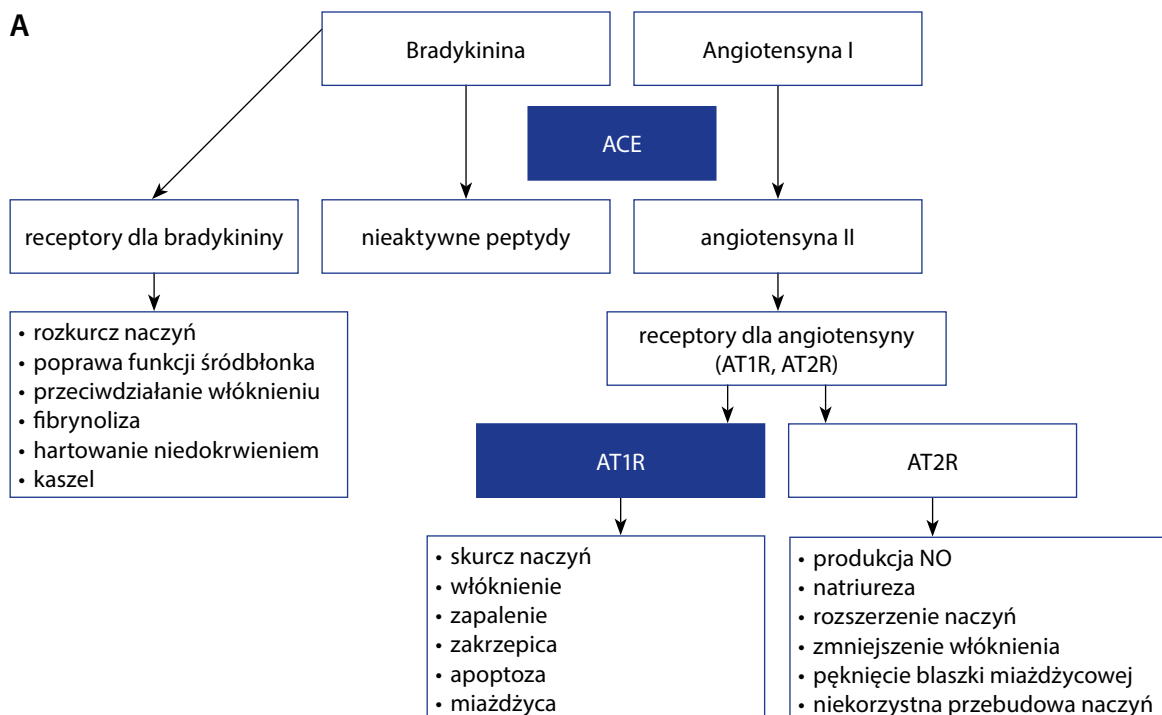 A
Bradykinina
Angiotensyna I
ACE
receptory dla bradykininy
nieaktywne peptydy
angiotensyna II
• rozkurcz naczyń
• poprawa funkcji śródbłonka
• przeciwdziałanie włóknieniu
• fibrynoliza
• hartowanie niedokrwieniem
• kaszel
receptory dla angiotensyny
(AT1R, AT2R)
AT1R
AT2R
• skurcz naczyń
• włóknienie
• zapalenie
• zakrzepica
• apoptoza
• miażdżyca
• produkcja NO
• natriureza
• rozszerzenie naczyń
• zmniejszenie włóknienia
• pęknięcie blaszki miażdżycowej
• niekorzystna przebudowa naczyń